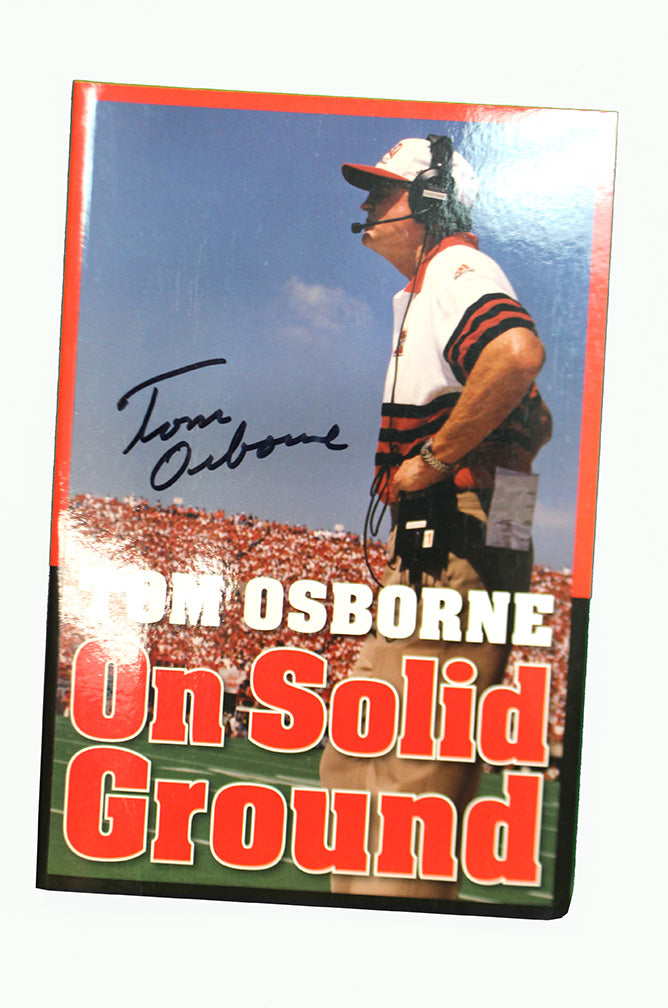 Tom
Osborne
TOM OSBORNE
On Solid
Ground